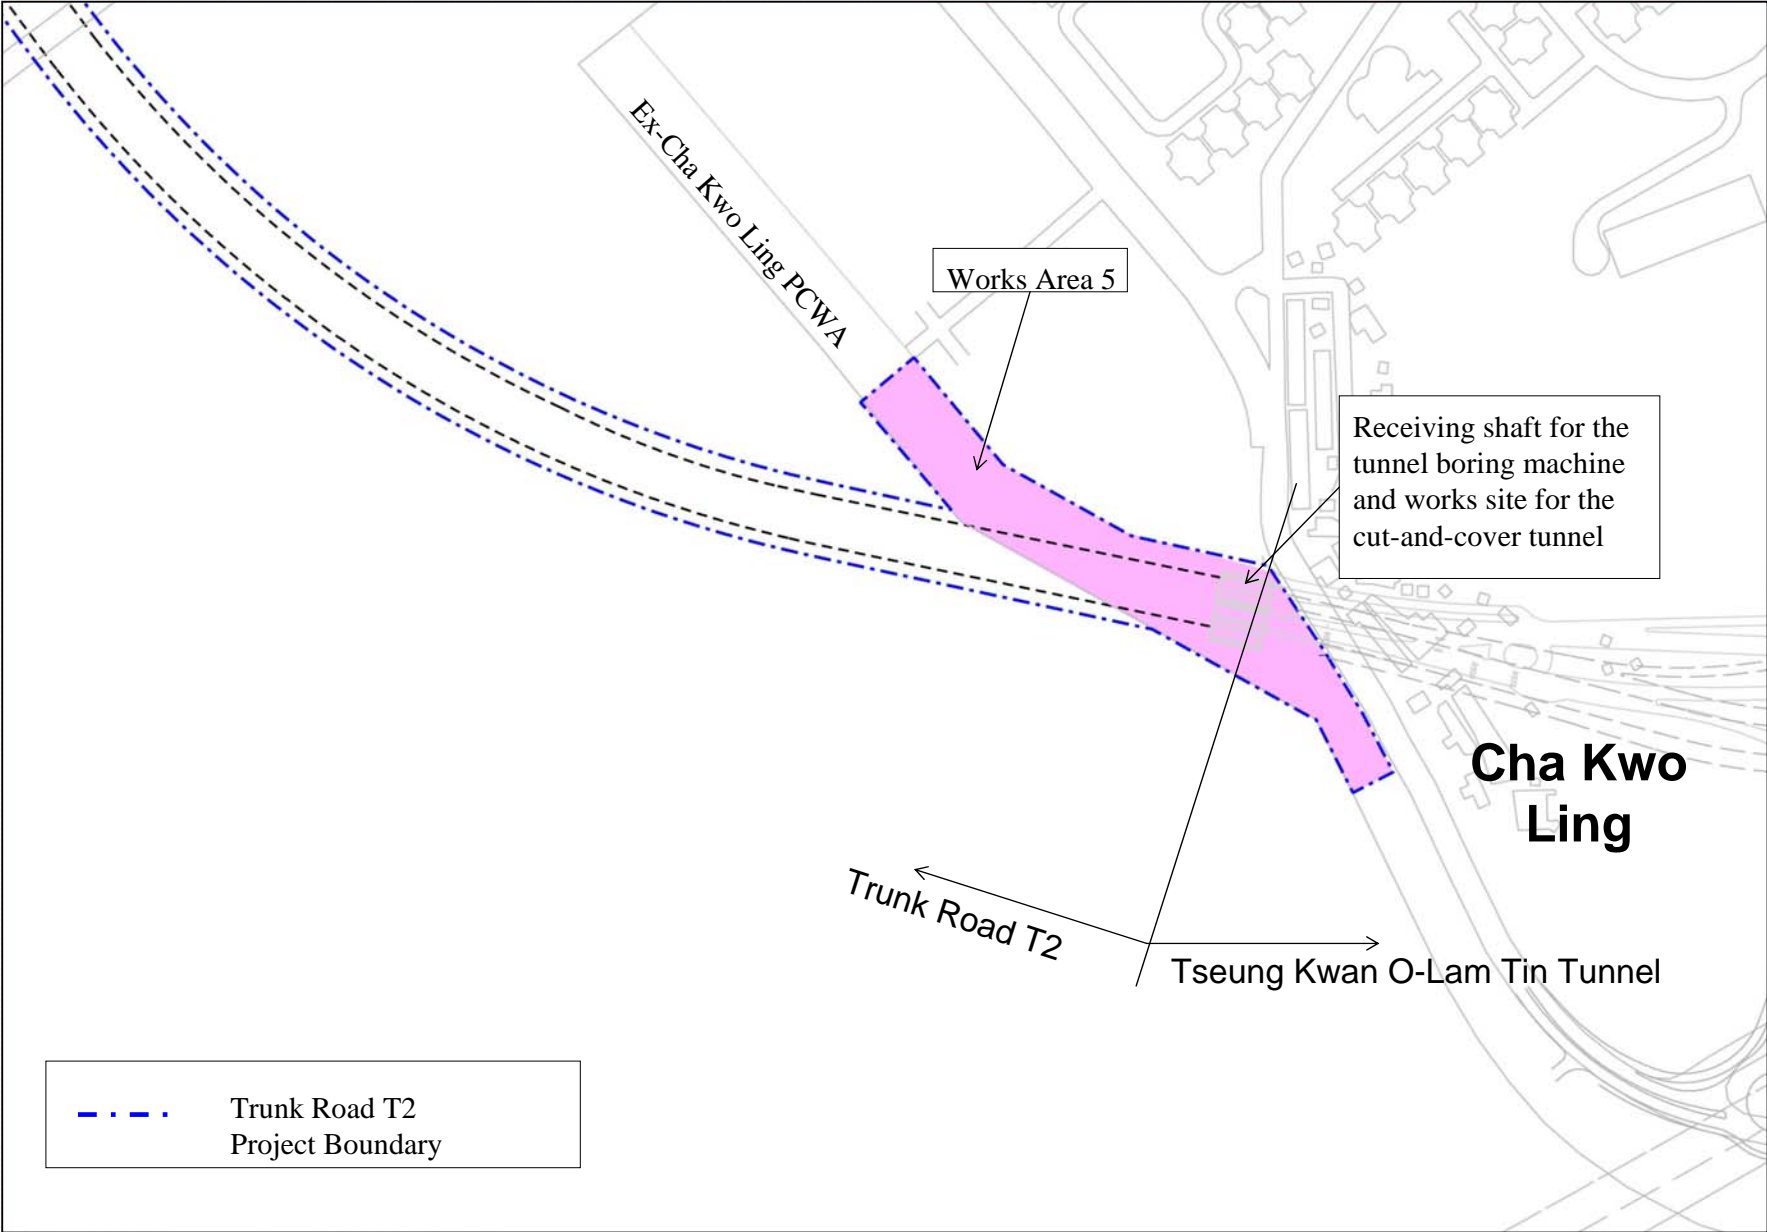 Ex-Cha Kwo Ling PCWA
Works Area 5
Receiving shaft for the
tunnel boring machine
and works site for the
cut-and-cover tunnel
Cha Kwo
Ling
Trunk Road T2
Tseung Kwan O-Lam Tin Tunnel
Trunk Road T2
Project Boundary